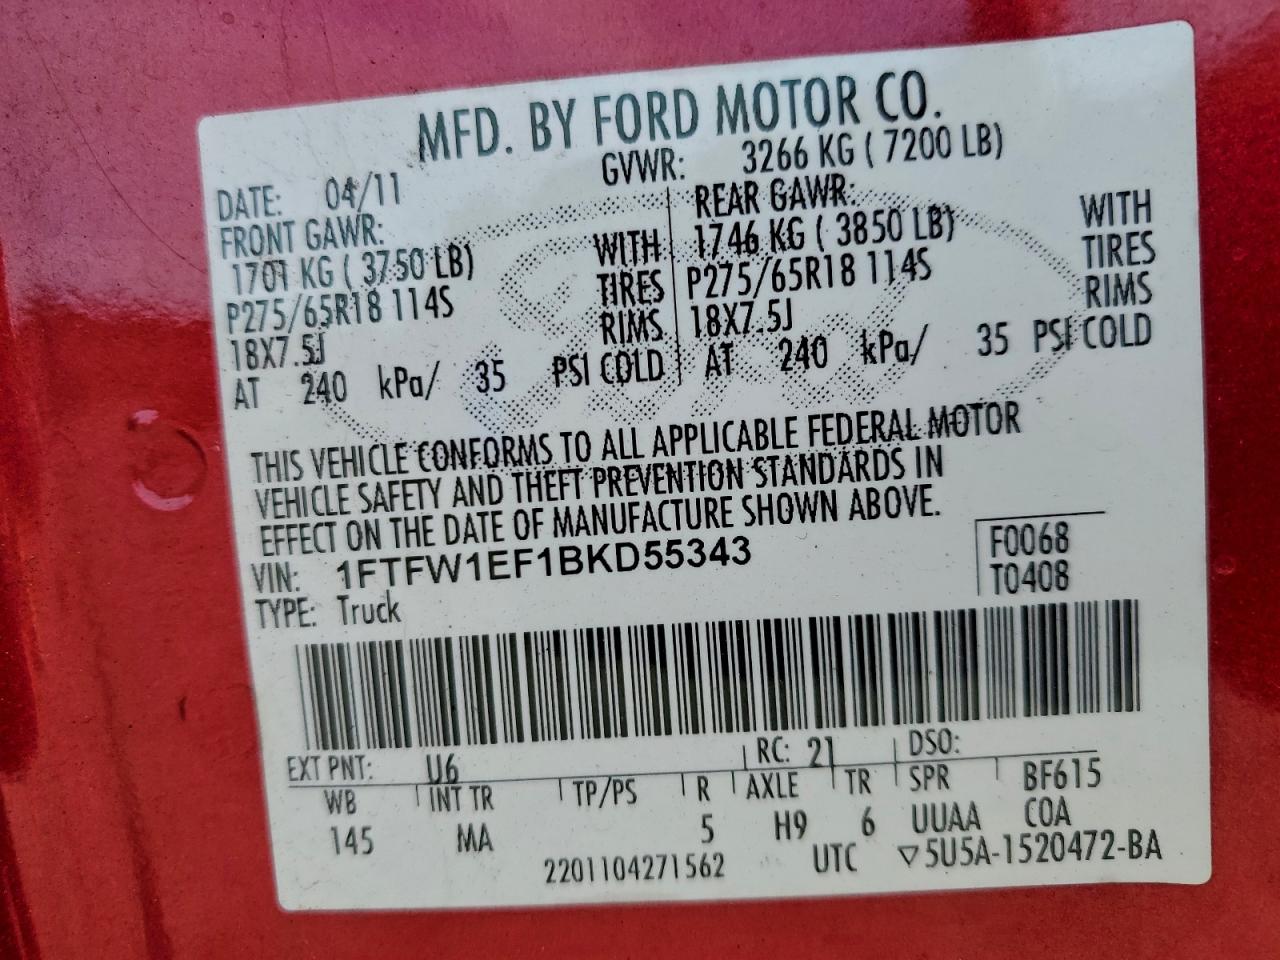 MFD. BY FORD MOTOR CO.
DATE: 04/11 GVWR: 3266 KG ( 7200 LB)
FRONT GAWR: REAR GAWR:
1701 KG ( 3750 LB) WITH 1746 KG ( 3850 LB) WITH
P275/65R18 114S TIRES P275/65R18 114S TIRES
18X7.5J RIMS 18X7.5J RIMS
AT 240 kPa/ 35 PSI COLD AT 240 kPa/ 35 PSI COLD
THIS VEHICLE CONFORMS TO ALL APPLICABLE FEDERAL MOTOR
VEHICLE SAFETY AND THEFT PREVENTION STANDARDS IN
EFFECT ON THE DATE OF MANUFACTURE SHOWN ABOVE.
VIN: 1FTFW1EF1BKD55343 F0068
TYPE: Truck T0408
EXT PNT: U6 RC: 21 DSO:
WB INT TR TP/PS R AXLE TR SPR BF615
145 MA 5 H9 6 UUAA COA
2201104271562 UTC ▽5U5A-1520472-BA